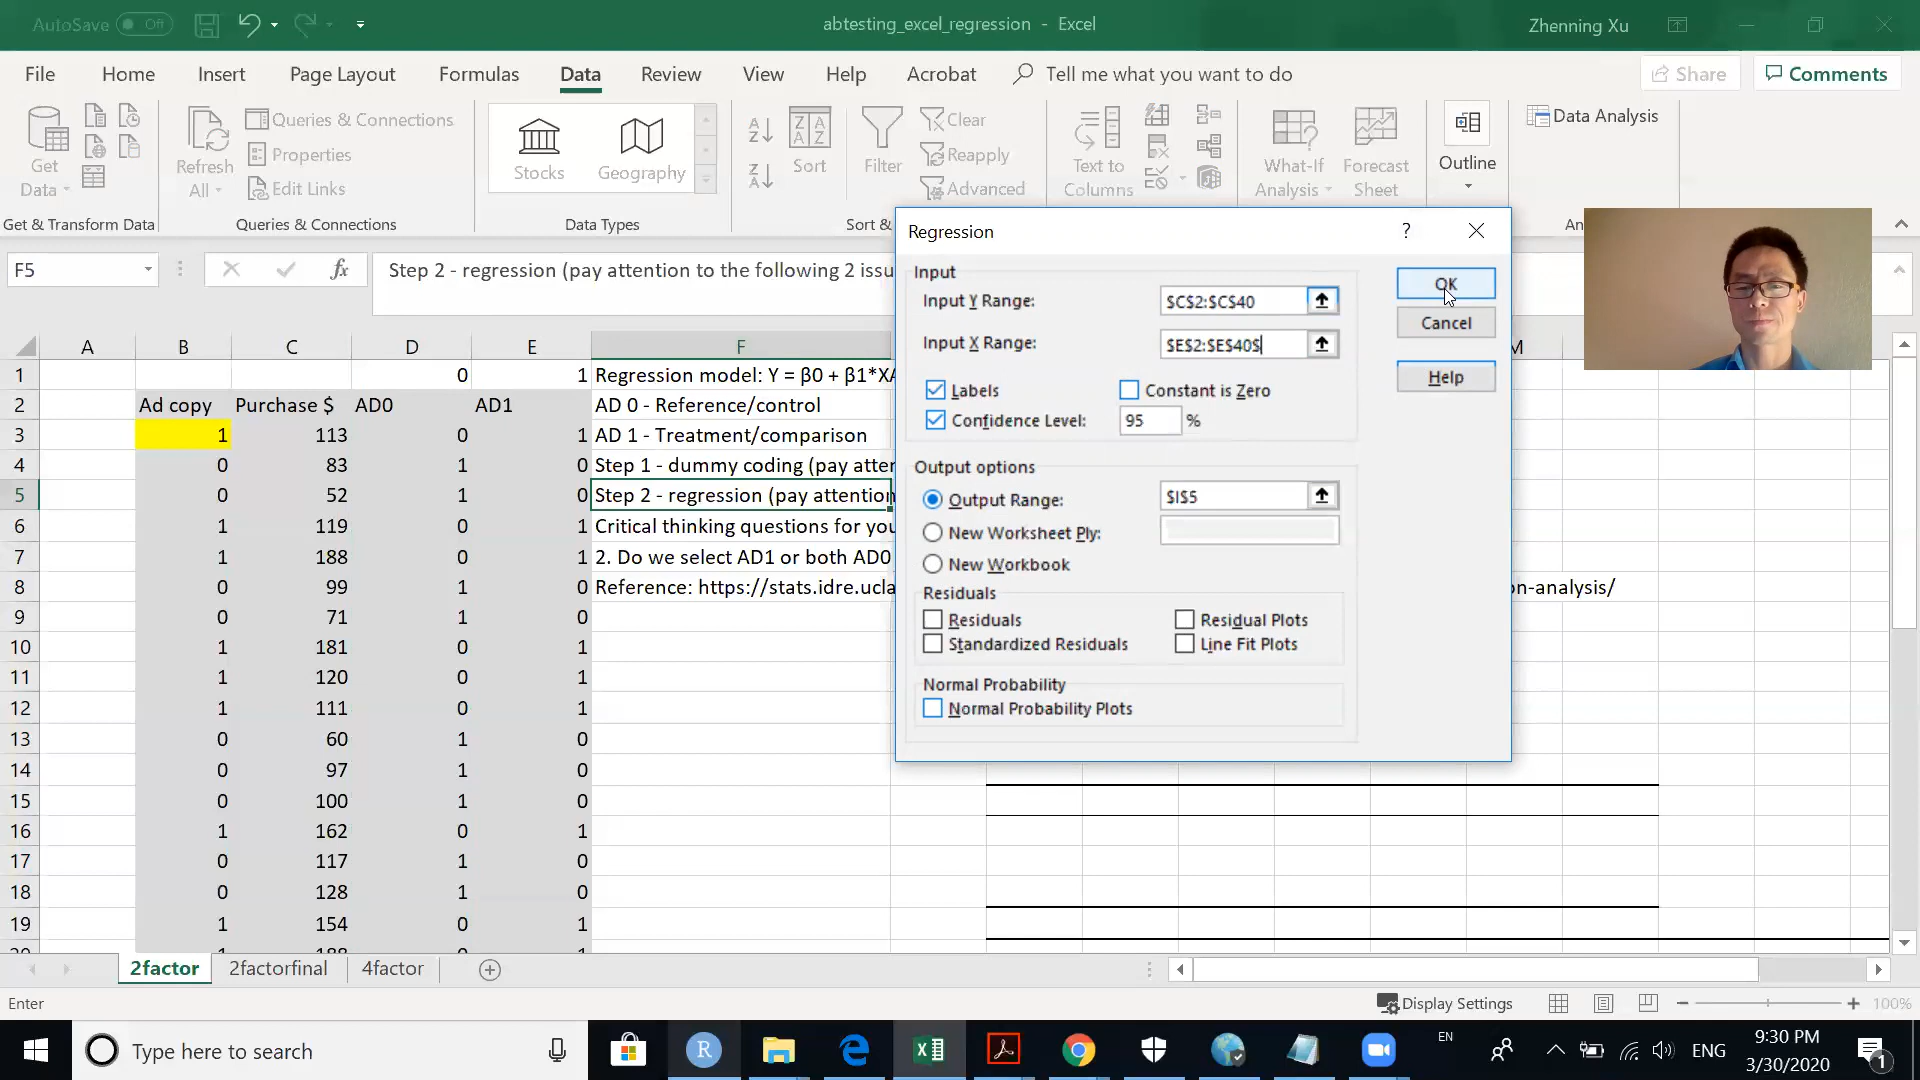 AutoSave Off
abtesting_excel_regression - Excel
Zhenning Xu
File Home Insert Page Layout Formulas Data Review View Help Acrobat Tell me what you want to do Share Comments
Get Data
Refresh All
Queries & Connections
Properties
Edit Links
Stocks
Geography
Sort
Filter
Clear
Reapply
Advanced
Text to Columns
What-If Analysis
Forecast Sheet
Outline
Data Analysis
Get & Transform Data
Queries & Connections
Data Types
Sort &
An
F5
fx
Step 2 - regression (pay attention to the following 2 issu
A B C D E F M
1 0 1 Regression model: Y = β0 + β1*XA
2 Ad copy Purchase $ AD0 AD1 AD 0 - Reference/control
3 1 113 0 1 AD 1 - Treatment/comparison
4 0 83 1 0 Step 1 - dummy coding (pay atter
5 0 52 1 0 Step 2 - regression (pay attention
6 1 119 0 1 Critical thinking questions for you
7 1 188 0 1 2. Do we select AD1 or both AD0
8 0 99 1 0 Reference: https://stats.idre.ucla on-analysis/
9 0 71 1 0
10 1 181 0 1
11 1 120 0 1
12 1 111 0 1
13 0 60 1 0
14 0 97 1 0
15 0 100 1 0
16 1 162 0 1
17 0 117 1 0
18 0 128 1 0
19 1 154 0 1
Regression
?
Input
Input Y Range: $C$2:$C$40
Input X Range: $E$2:$E$40$
Labels
Constant is Zero
Confidence Level: 95 %
OK
Cancel
Help
Output options
Output Range: $I$5
New Worksheet Ply:
New Workbook
Residuals
Residuals
Residual Plots
Standardized Residuals
Line Fit Plots
Normal Probability
Normal Probability Plots
2factor 2factorfinal 4factor
Enter
Display Settings
100%
Type here to search
EN
ENG
9:30 PM
3/30/2020
1